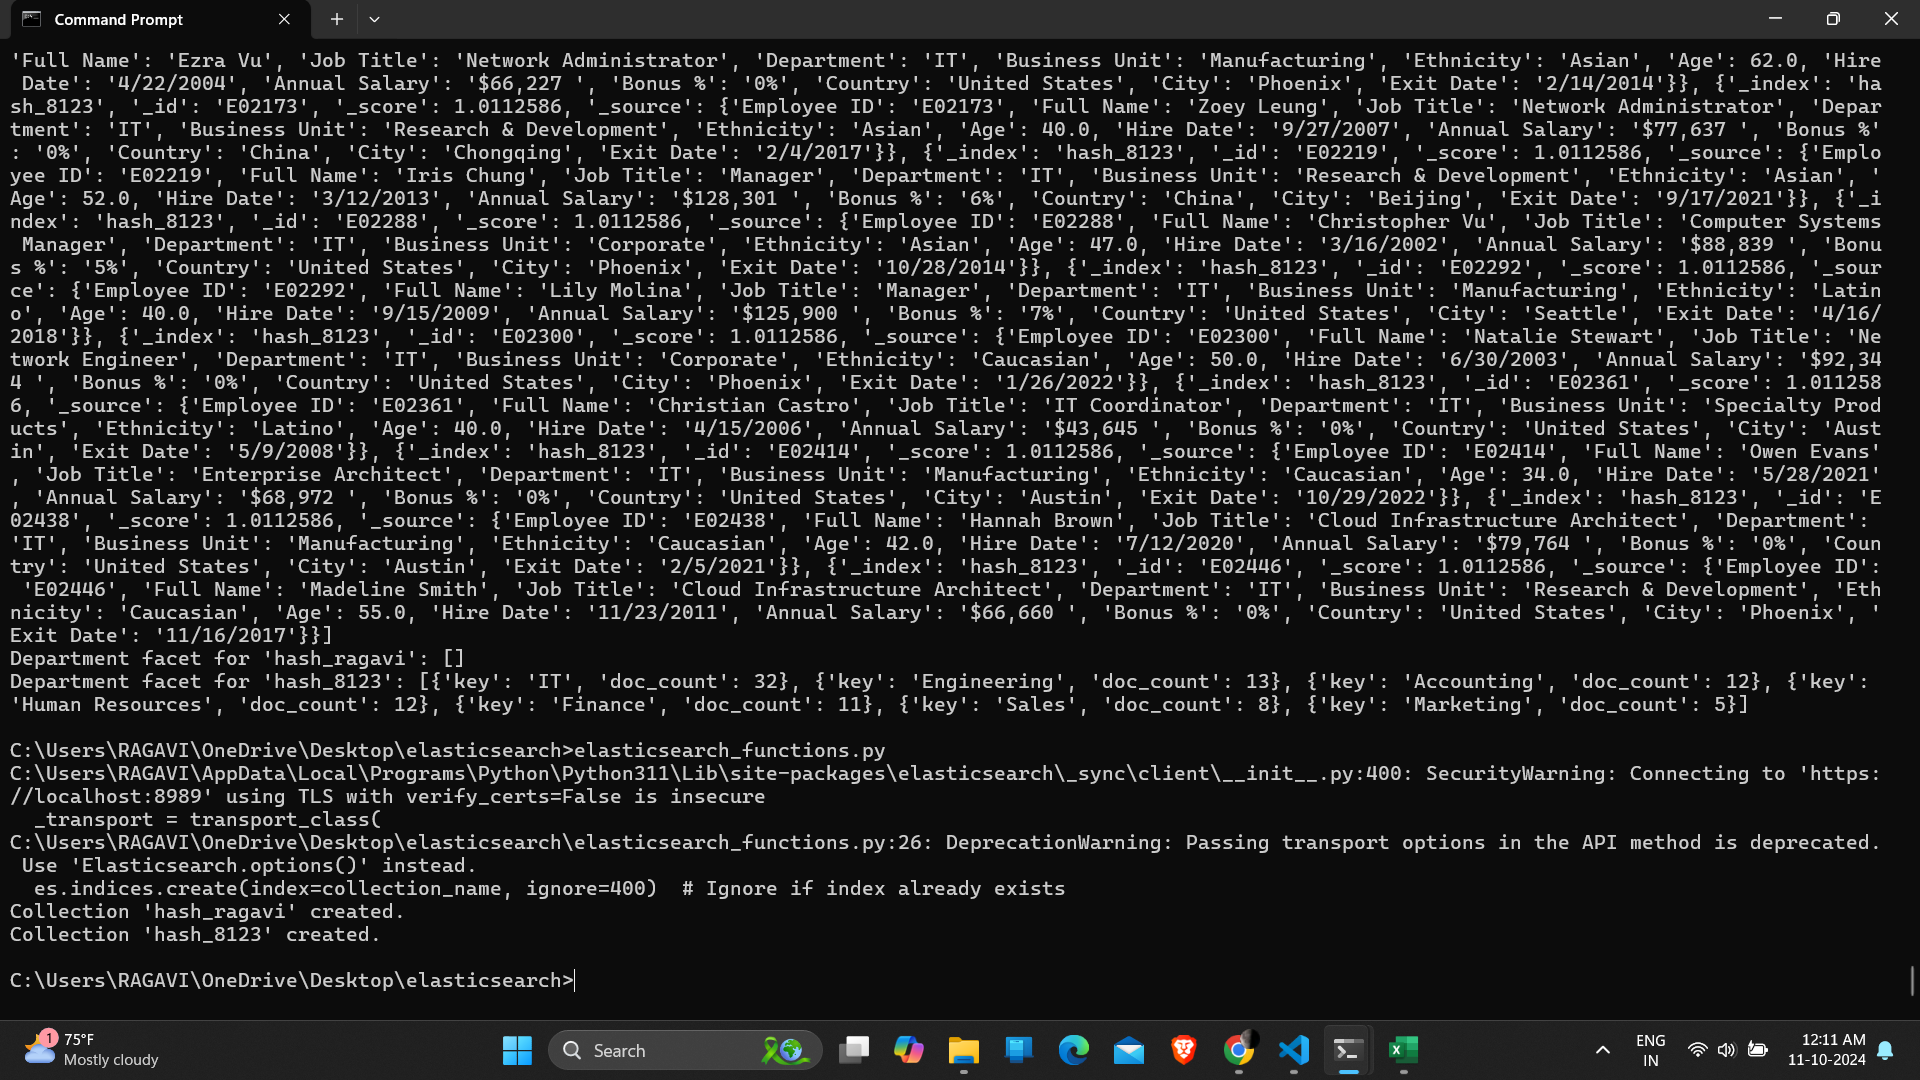 Command Prompt
'Full Name': 'Ezra Vu', 'Job Title': 'Network Administrator', 'Department': 'IT', 'Business Unit': 'Manufacturing', 'Ethnicity': 'Asian', 'Age': 62.0, 'Hire
 Date': '4/22/2004', 'Annual Salary': '$66,227 ', 'Bonus %': '0%', 'Country': 'United States', 'City': 'Phoenix', 'Exit Date': '2/14/2014'}}, {'_index': 'ha
sh_8123', '_id': 'E02173', '_score': 1.0112586, '_source': {'Employee ID': 'E02173', 'Full Name': 'Zoey Leung', 'Job Title': 'Network Administrator', 'Depar
tment': 'IT', 'Business Unit': 'Research & Development', 'Ethnicity': 'Asian', 'Age': 40.0, 'Hire Date': '9/27/2007', 'Annual Salary': '$77,637 ', 'Bonus %'
: '0%', 'Country': 'China', 'City': 'Chongqing', 'Exit Date': '2/4/2017'}}, {'_index': 'hash_8123', '_id': 'E02219', '_score': 1.0112586, '_source': {'Emplo
yee ID': 'E02219', 'Full Name': 'Iris Chung', 'Job Title': 'Manager', 'Department': 'IT', 'Business Unit': 'Research & Development', 'Ethnicity': 'Asian', '
Age': 52.0, 'Hire Date': '3/12/2013', 'Annual Salary': '$128,301 ', 'Bonus %': '6%', 'Country': 'China', 'City': 'Beijing', 'Exit Date': '9/17/2021'}}, {'_i
ndex': 'hash_8123', '_id': 'E02288', '_score': 1.0112586, '_source': {'Employee ID': 'E02288', 'Full Name': 'Christopher Vu', 'Job Title': 'Computer Systems
 Manager', 'Department': 'IT', 'Business Unit': 'Corporate', 'Ethnicity': 'Asian', 'Age': 47.0, 'Hire Date': '3/16/2002', 'Annual Salary': '$88,839 ', 'Bonu
s %': '5%', 'Country': 'United States', 'City': 'Phoenix', 'Exit Date': '10/28/2014'}}, {'_index': 'hash_8123', '_id': 'E02292', '_score': 1.0112586, '_sour
ce': {'Employee ID': 'E02292', 'Full Name': 'Lily Molina', 'Job Title': 'Manager', 'Department': 'IT', 'Business Unit': 'Manufacturing', 'Ethnicity': 'Latin
o', 'Age': 40.0, 'Hire Date': '9/15/2009', 'Annual Salary': '$125,900 ', 'Bonus %': '7%', 'Country': 'United States', 'City': 'Seattle', 'Exit Date': '4/16/
2018'}}, {'_index': 'hash_8123', '_id': 'E02300', '_score': 1.0112586, '_source': {'Employee ID': 'E02300', 'Full Name': 'Natalie Stewart', 'Job Title': 'Ne
twork Engineer', 'Department': 'IT', 'Business Unit': 'Corporate', 'Ethnicity': 'Caucasian', 'Age': 50.0, 'Hire Date': '6/30/2003', 'Annual Salary': '$92,34
4 ', 'Bonus %': '0%', 'Country': 'United States', 'City': 'Phoenix', 'Exit Date': '1/26/2022'}}, {'_index': 'hash_8123', '_id': 'E02361', '_score': 1.011258
6, '_source': {'Employee ID': 'E02361', 'Full Name': 'Christian Castro', 'Job Title': 'IT Coordinator', 'Department': 'IT', 'Business Unit': 'Specialty Prod
ucts', 'Ethnicity': 'Latino', 'Age': 40.0, 'Hire Date': '4/15/2006', 'Annual Salary': '$43,645 ', 'Bonus %': '0%', 'Country': 'United States', 'City': 'Aust
in', 'Exit Date': '5/9/2008'}}, {'_index': 'hash_8123', '_id': 'E02414', '_score': 1.0112586, '_source': {'Employee ID': 'E02414', 'Full Name': 'Owen Evans'
, 'Job Title': 'Enterprise Architect', 'Department': 'IT', 'Business Unit': 'Manufacturing', 'Ethnicity': 'Caucasian', 'Age': 34.0, 'Hire Date': '5/28/2021'
, 'Annual Salary': '$68,972 ', 'Bonus %': '0%', 'Country': 'United States', 'City': 'Austin', 'Exit Date': '10/29/2022'}}, {'_index': 'hash_8123', '_id': 'E
02438', '_score': 1.0112586, '_source': {'Employee ID': 'E02438', 'Full Name': 'Hannah Brown', 'Job Title': 'Cloud Infrastructure Architect', 'Department':
'IT', 'Business Unit': 'Manufacturing', 'Ethnicity': 'Caucasian', 'Age': 42.0, 'Hire Date': '7/12/2020', 'Annual Salary': '$79,764 ', 'Bonus %': '0%', 'Coun
try': 'United States', 'City': 'Austin', 'Exit Date': '2/5/2021'}}, {'_index': 'hash_8123', '_id': 'E02446', '_score': 1.0112586, '_source': {'Employee ID':
 'E02446', 'Full Name': 'Madeline Smith', 'Job Title': 'Cloud Infrastructure Architect', 'Department': 'IT', 'Business Unit': 'Research & Development', 'Eth
nicity': 'Caucasian', 'Age': 55.0, 'Hire Date': '11/23/2011', 'Annual Salary': '$66,660 ', 'Bonus %': '0%', 'Country': 'United States', 'City': 'Phoenix', '
Exit Date': '11/16/2017'}}]
Department facet for 'hash_ragavi': []
Department facet for 'hash_8123': [{'key': 'IT', 'doc_count': 32}, {'key': 'Engineering', 'doc_count': 13}, {'key': 'Accounting', 'doc_count': 12}, {'key':
'Human Resources', 'doc_count': 12}, {'key': 'Finance', 'doc_count': 11}, {'key': 'Sales', 'doc_count': 8}, {'key': 'Marketing', 'doc_count': 5}]
C:\Users\RAGAVI\OneDrive\Desktop\elasticsearch>elasticsearch_functions.py
C:\Users\RAGAVI\AppData\Local\Programs\Python\Python311\Lib\site-packages\elasticsearch\_sync\client\__init__.py:400: SecurityWarning: Connecting to 'https:
//localhost:8989' using TLS with verify_certs=False is insecure
  _transport = transport_class(
C:\Users\RAGAVI\OneDrive\Desktop\elasticsearch\elasticsearch_functions.py:26: DeprecationWarning: Passing transport options in the API method is deprecated.
 Use 'Elasticsearch.options()' instead.
  es.indices.create(index=collection_name, ignore=400)  # Ignore if index already exists
Collection 'hash_ragavi' created.
Collection 'hash_8123' created.
C:\Users\RAGAVI\OneDrive\Desktop\elasticsearch>
1
75°F
Mostly cloudy
Search
ENG
IN
12:11 AM
11-10-2024